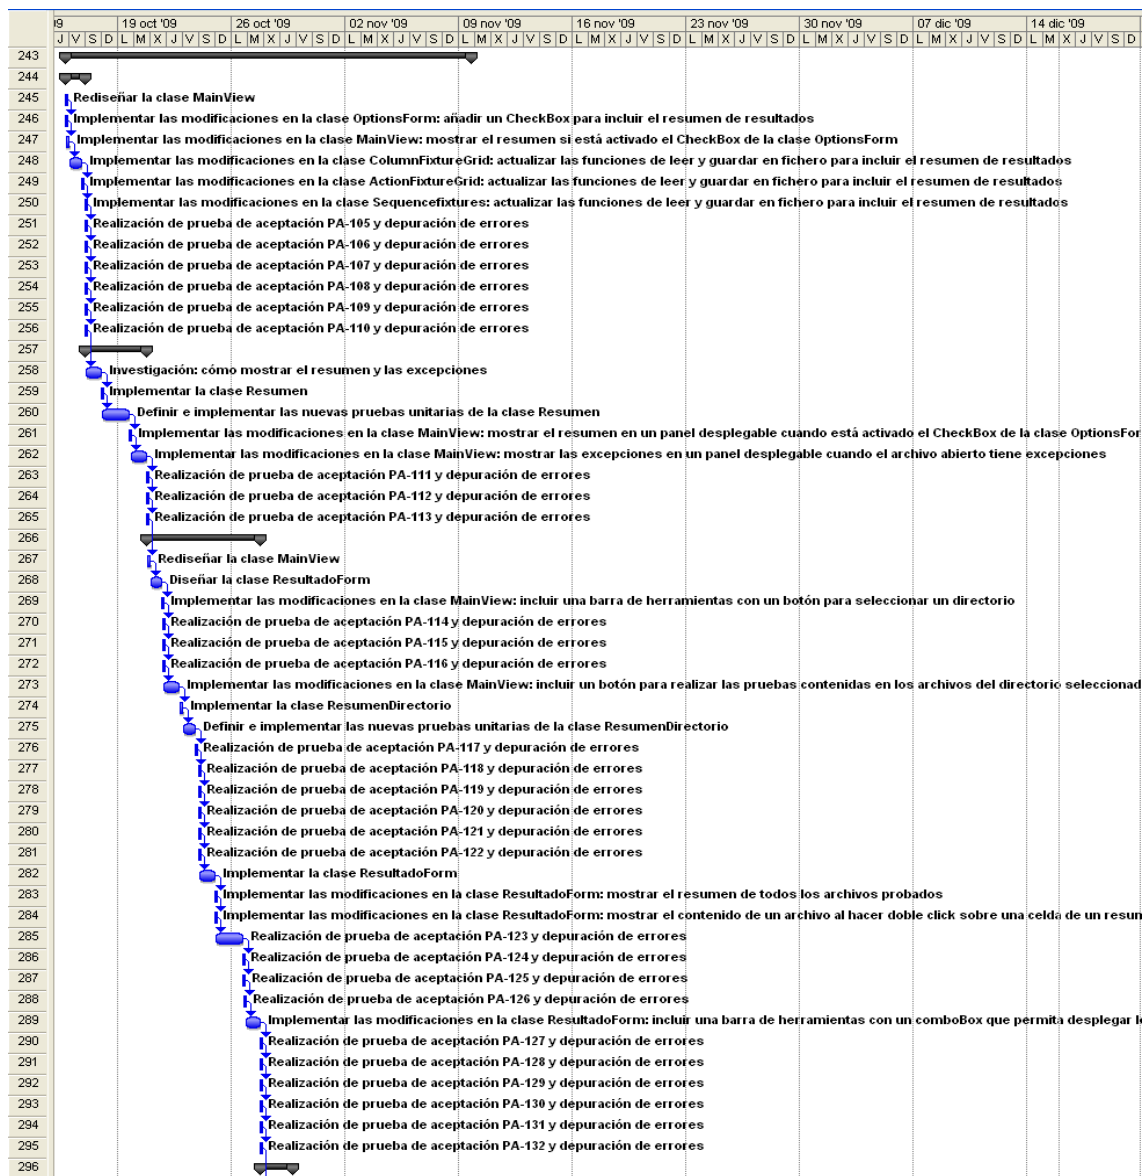 )9 19 oct '09 26 oct '09 02 nov '09 09 nov '09 16 nov '09 23 nov '09 30 nov '09 07 dic '09 14 dic '09
J V S D L M X J V S D L M X J V S D L M X J V S D L M X J V S D L M X J V S D L M X J V S D L M X J V S D L M X J V S D L M X J V S D
243
244
245 Rediseñar la clase MainView
246 Implementar las modificaciones en la clase OptionsForm: añadir un CheckBox para incluir el resumen de resultados
247 Implementar las modificaciones en la clase MainView: mostrar el resumen si está activado el CheckBox de la clase OptionsForm
248 Implementar las modificaciones en la clase ColumnFixtureGrid: actualizar las funciones de leer y guardar en fichero para incluir el resumen de resultados
249 Implementar las modificaciones en la clase ActionFixtureGrid: actualizar las funciones de leer y guardar en fichero para incluir el resumen de resultados
250 Implementar las modificaciones en la clase Sequencefixtures: actualizar las funciones de leer y guardar en fichero para incluir el resumen de resultados
251 Realización de prueba de aceptación PA-105 y depuración de errores
252 Realización de prueba de aceptación PA-106 y depuración de errores
253 Realización de prueba de aceptación PA-107 y depuración de errores
254 Realización de prueba de aceptación PA-108 y depuración de errores
255 Realización de prueba de aceptación PA-109 y depuración de errores
256 Realización de prueba de aceptación PA-110 y depuración de errores
257
258 Investigación: cómo mostrar el resumen y las excepciones
259 Implementar la clase Resumen
260 Definir e implementar las nuevas pruebas unitarias de la clase Resumen
261 Implementar las modificaciones en la clase MainView: mostrar el resumen en un panel desplegable cuando está activado el CheckBox de la clase OptionsFor
262 Implementar las modificaciones en la clase MainView: mostrar las excepciones en un panel desplegable cuando el archivo abierto tiene excepciones
263 Realización de prueba de aceptación PA-111 y depuración de errores
264 Realización de prueba de aceptación PA-112 y depuración de errores
265 Realización de prueba de aceptación PA-113 y depuración de errores
266
267 Rediseñar la clase MainView
268 Diseñar la clase ResultadoForm
269 Implementar las modificaciones en la clase MainView: incluir una barra de herramientas con un botón para seleccionar un directorio
270 Realización de prueba de aceptación PA-114 y depuración de errores
271 Realización de prueba de aceptación PA-115 y depuración de errores
272 Realización de prueba de aceptación PA-116 y depuración de errores
273 Implementar las modificaciones en la clase MainView: incluir un botón para realizar las pruebas contenidas en los archivos del directorio seleccionad
274 Implementar la clase ResumenDirectorio
275 Definir e implementar las nuevas pruebas unitarias de la clase ResumenDirectorio
276 Realización de prueba de aceptación PA-117 y depuración de errores
277 Realización de prueba de aceptación PA-118 y depuración de errores
278 Realización de prueba de aceptación PA-119 y depuración de errores
279 Realización de prueba de aceptación PA-120 y depuración de errores
280 Realización de prueba de aceptación PA-121 y depuración de errores
281 Realización de prueba de aceptación PA-122 y depuración de errores
282 Implementar la clase ResultadoForm
283 Implementar las modificaciones en la clase ResultadoForm: mostrar el resumen de todos los archivos probados
284 Implementar las modificaciones en la clase ResultadoForm: mostrar el contenido de un archivo al hacer doble click sobre una celda de un resun
285 Realización de prueba de aceptación PA-123 y depuración de errores
286 Realización de prueba de aceptación PA-124 y depuración de errores
287 Realización de prueba de aceptación PA-125 y depuración de errores
288 Realización de prueba de aceptación PA-126 y depuración de errores
289 Implementar las modificaciones en la clase ResultadoForm: incluir una barra de herramientas con un comboBox que permita desplegar l
290 Realización de prueba de aceptación PA-127 y depuración de errores
291 Realización de prueba de aceptación PA-128 y depuración de errores
292 Realización de prueba de aceptación PA-129 y depuración de errores
293 Realización de prueba de aceptación PA-130 y depuración de errores
294 Realización de prueba de aceptación PA-131 y depuración de errores
295 Realización de prueba de aceptación PA-132 y depuración de errores
296